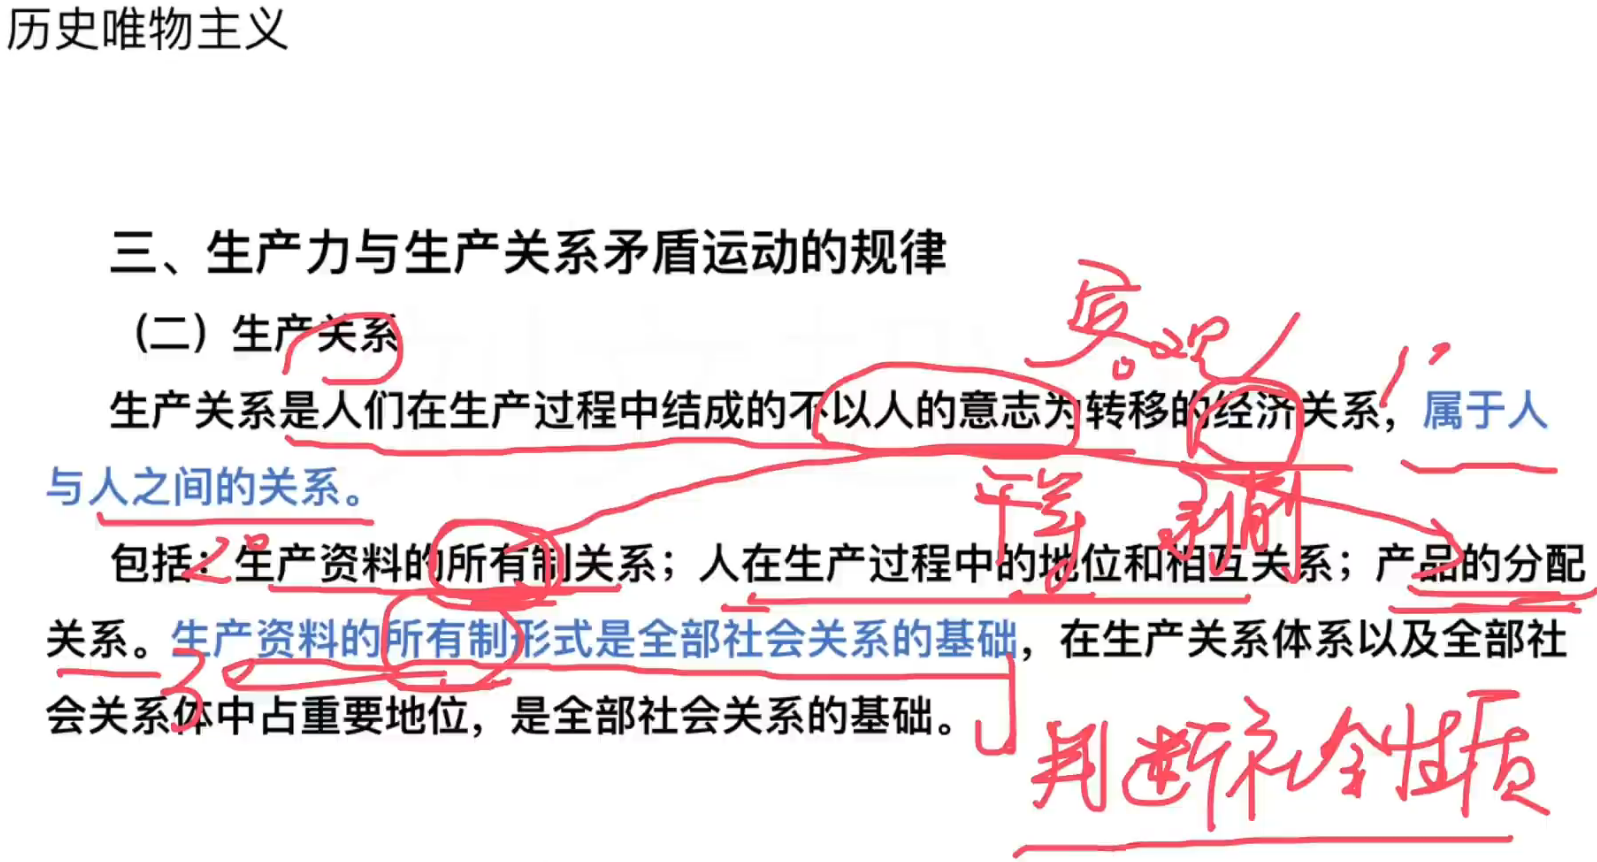 历史唯物主义
三、生产力与生产关系矛盾运动的规律
（二）生产关系
生产关系是人们在生产过程中结成的不以人的意志为转移的经济关系，属于人
与人之间的关系。
包括：生产资料的所有制关系；人在生产过程中的地位和相互关系；产品的分配
关系。生产资料的所有制形式是全部社会关系的基础，在生产关系体系以及全部社
会关系体中占重要地位，是全部社会关系的基础。
客观
1°
2°
平等
剥削
3°
判断社会性质